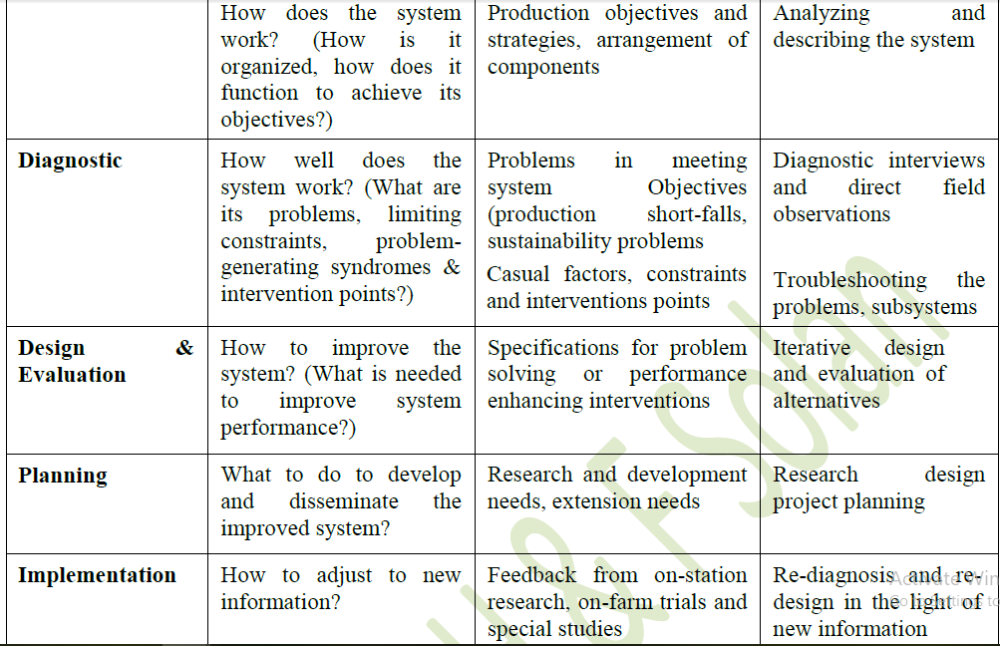 How does the system
work? (How is it
organized, how does it
function to achieve its
objectives?)
Production objectives and
strategies, arrangement of
components
Analyzing and
describing the system
Diagnostic
How well does the
system work? (What are
its problems, limiting
constraints, problem-
generating syndromes &
intervention points?)
Problems in meeting
system Objectives
(production short-falls,
sustainability problems
Casual factors, constraints
and interventions points
Diagnostic interviews
and direct field
observations
Troubleshooting the
problems, subsystems
Design &
Evaluation
How to improve the
system? (What is needed
to improve system
performance?)
Specifications for problem
solving or performance
enhancing interventions
Iterative design
and evaluation of
alternatives
Planning
What to do to develop
and disseminate the
improved system?
Research and development
needs, extension needs
Research design
project planning
Implementation
How to adjust to new
information?
Feedback from on-station
research, on-farm trials and
special studies
Re-diagnosis and re-
design in the light of
new information
& F Solan
Activate Win
Go to Settings to